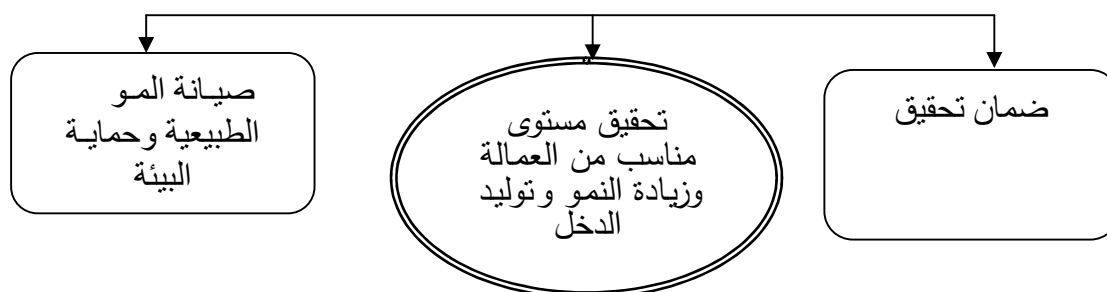 ضمان تحقيق
تحقيق مستوى
مناسب من العمالة
وزيادة النمو وتوليد
الدخل
صيانة المو
الطبيعية وحماية
البيئة